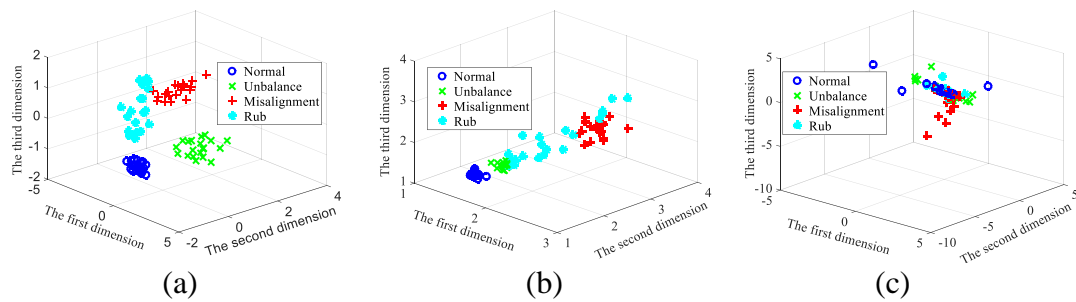 2
1
0
-1
-2
-5
0
5
-2
0
2
4
The third dimension
The first dimension
The second dimension
Normal
Unbalance
Misalignment
Rub
(a)
4
3
2
1
1
2
3
1
2
3
4
The third dimension
The first dimension
The second dimension
Normal
Unbalance
Misalignment
Rub
(b)
5
0
-5
-10
-5
0
5
-10
-5
0
5
The third dimension
The first dimension
The second dimension
Normal
Unbalance
Misalignment
Rub
(c)